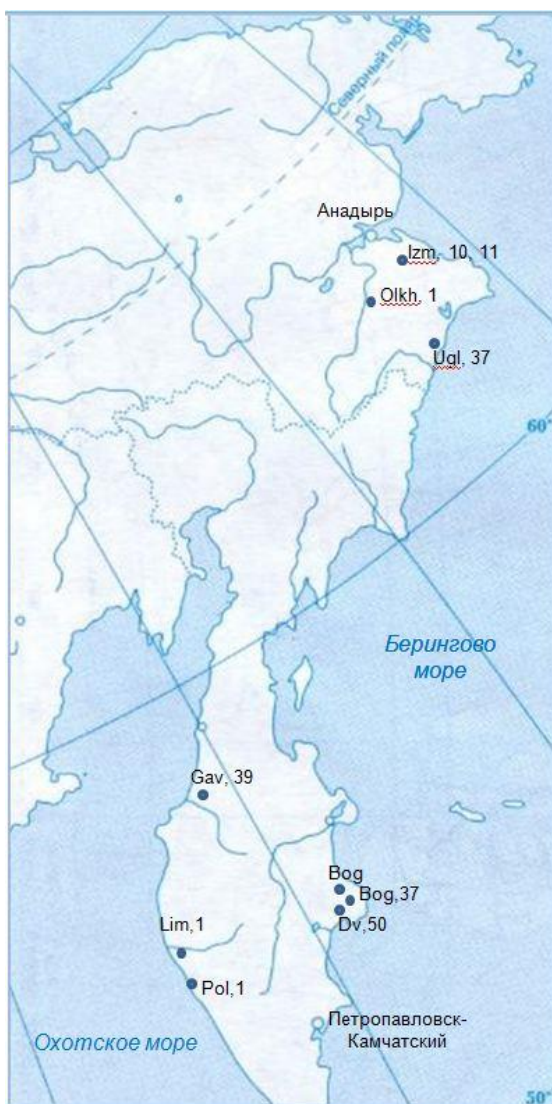 Северный поляр
Анадырь
Izm, 10, 11
Olkh, 1
Ugl, 37
60°
Берингово
море
Gav, 39
Bog
Bog,37
Dv,50
Lim,1
Pol,1
Петропавловск-
Камчатский
Охотское море
50°